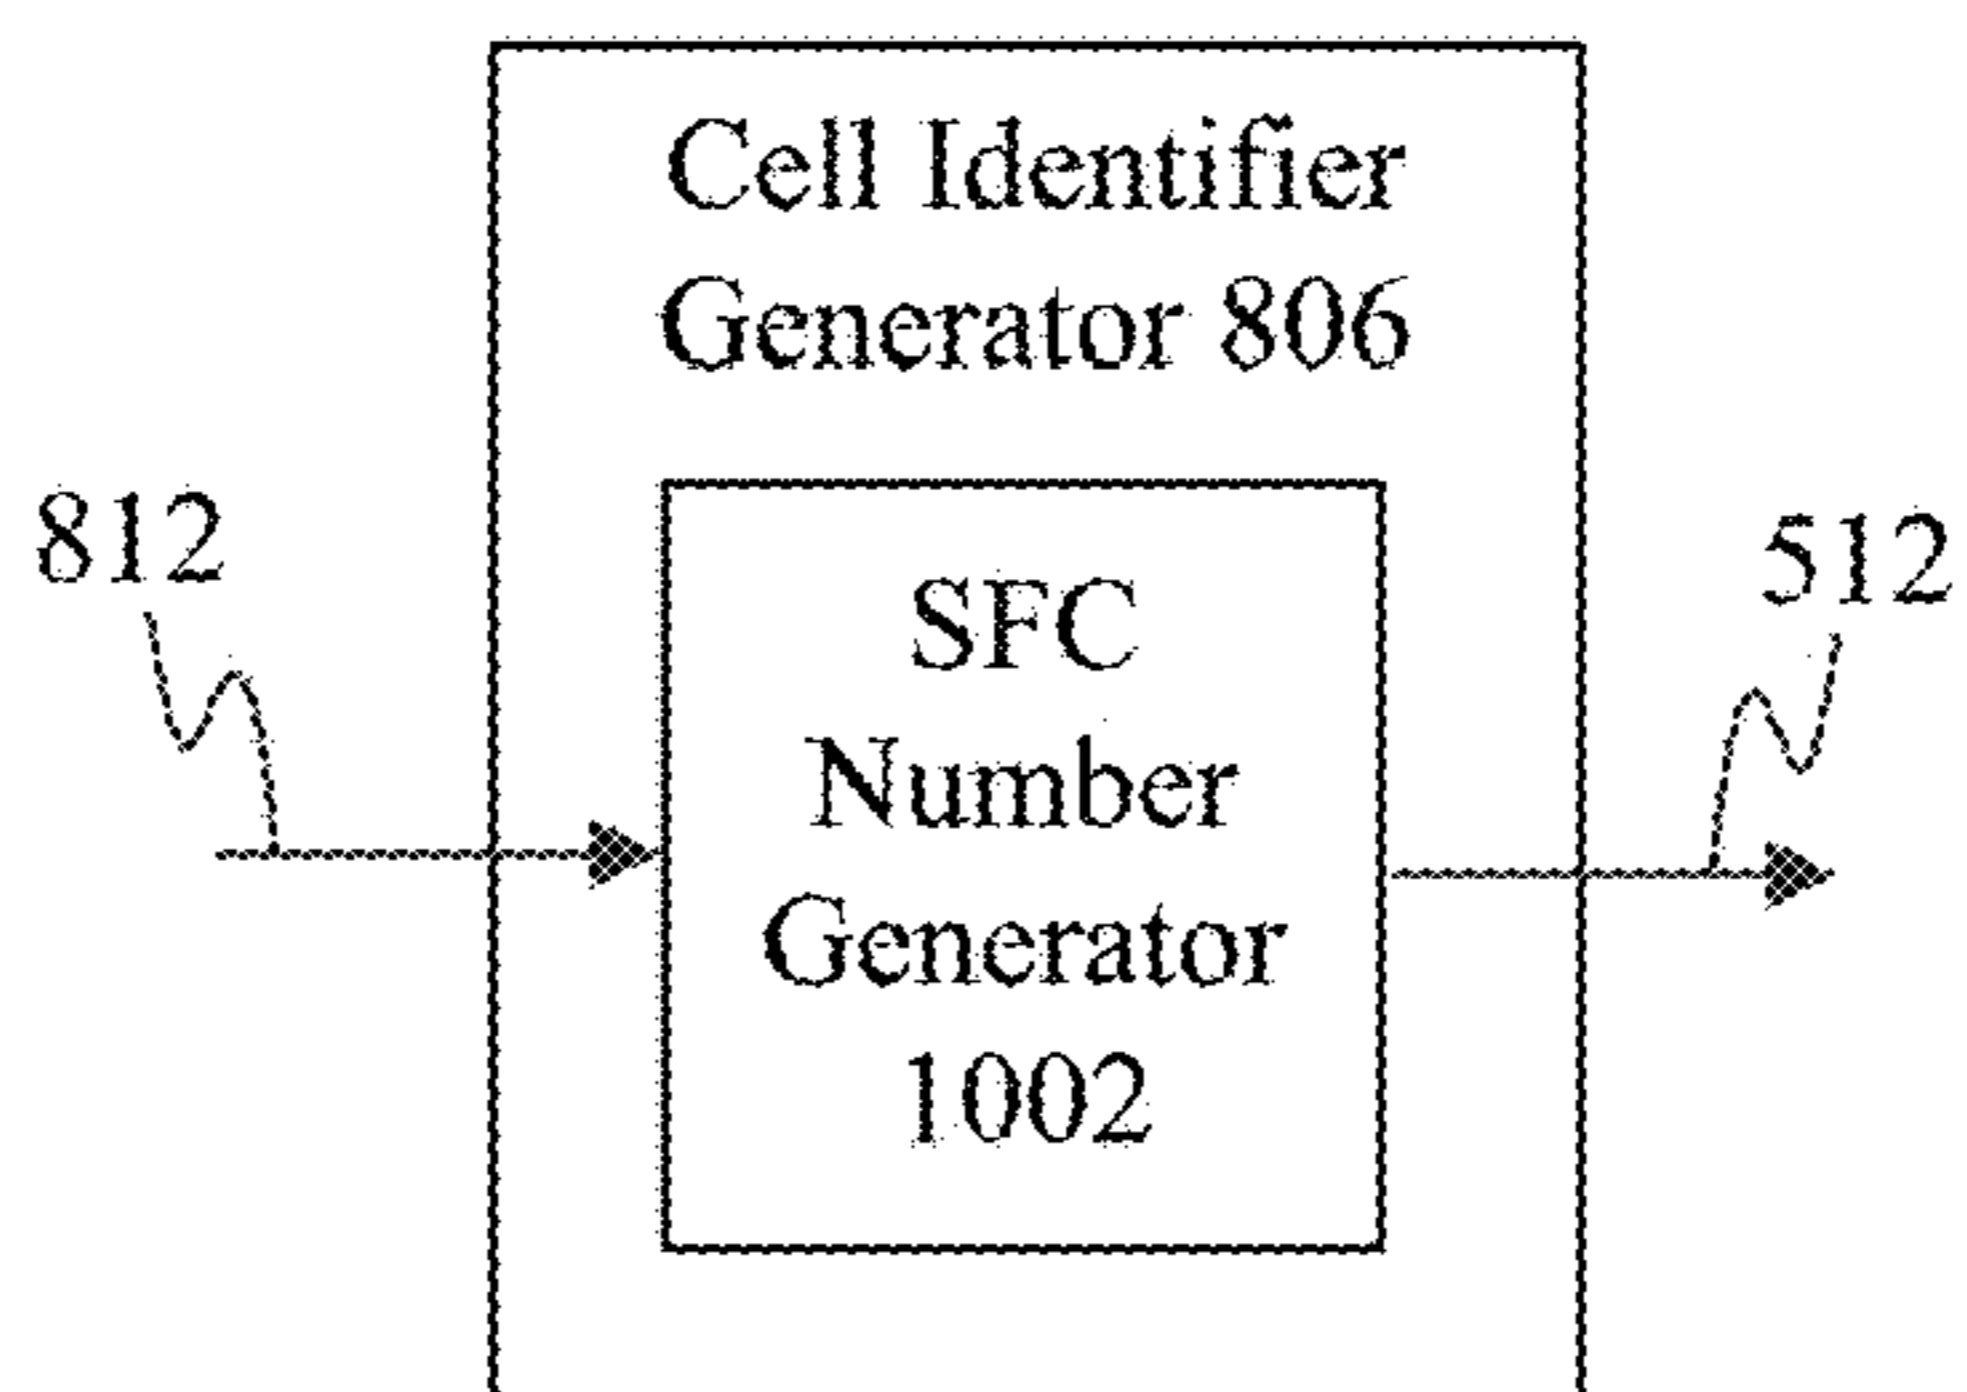 Cell Identifier
Generator 806
812
512
SFC
Number
Generator
1002